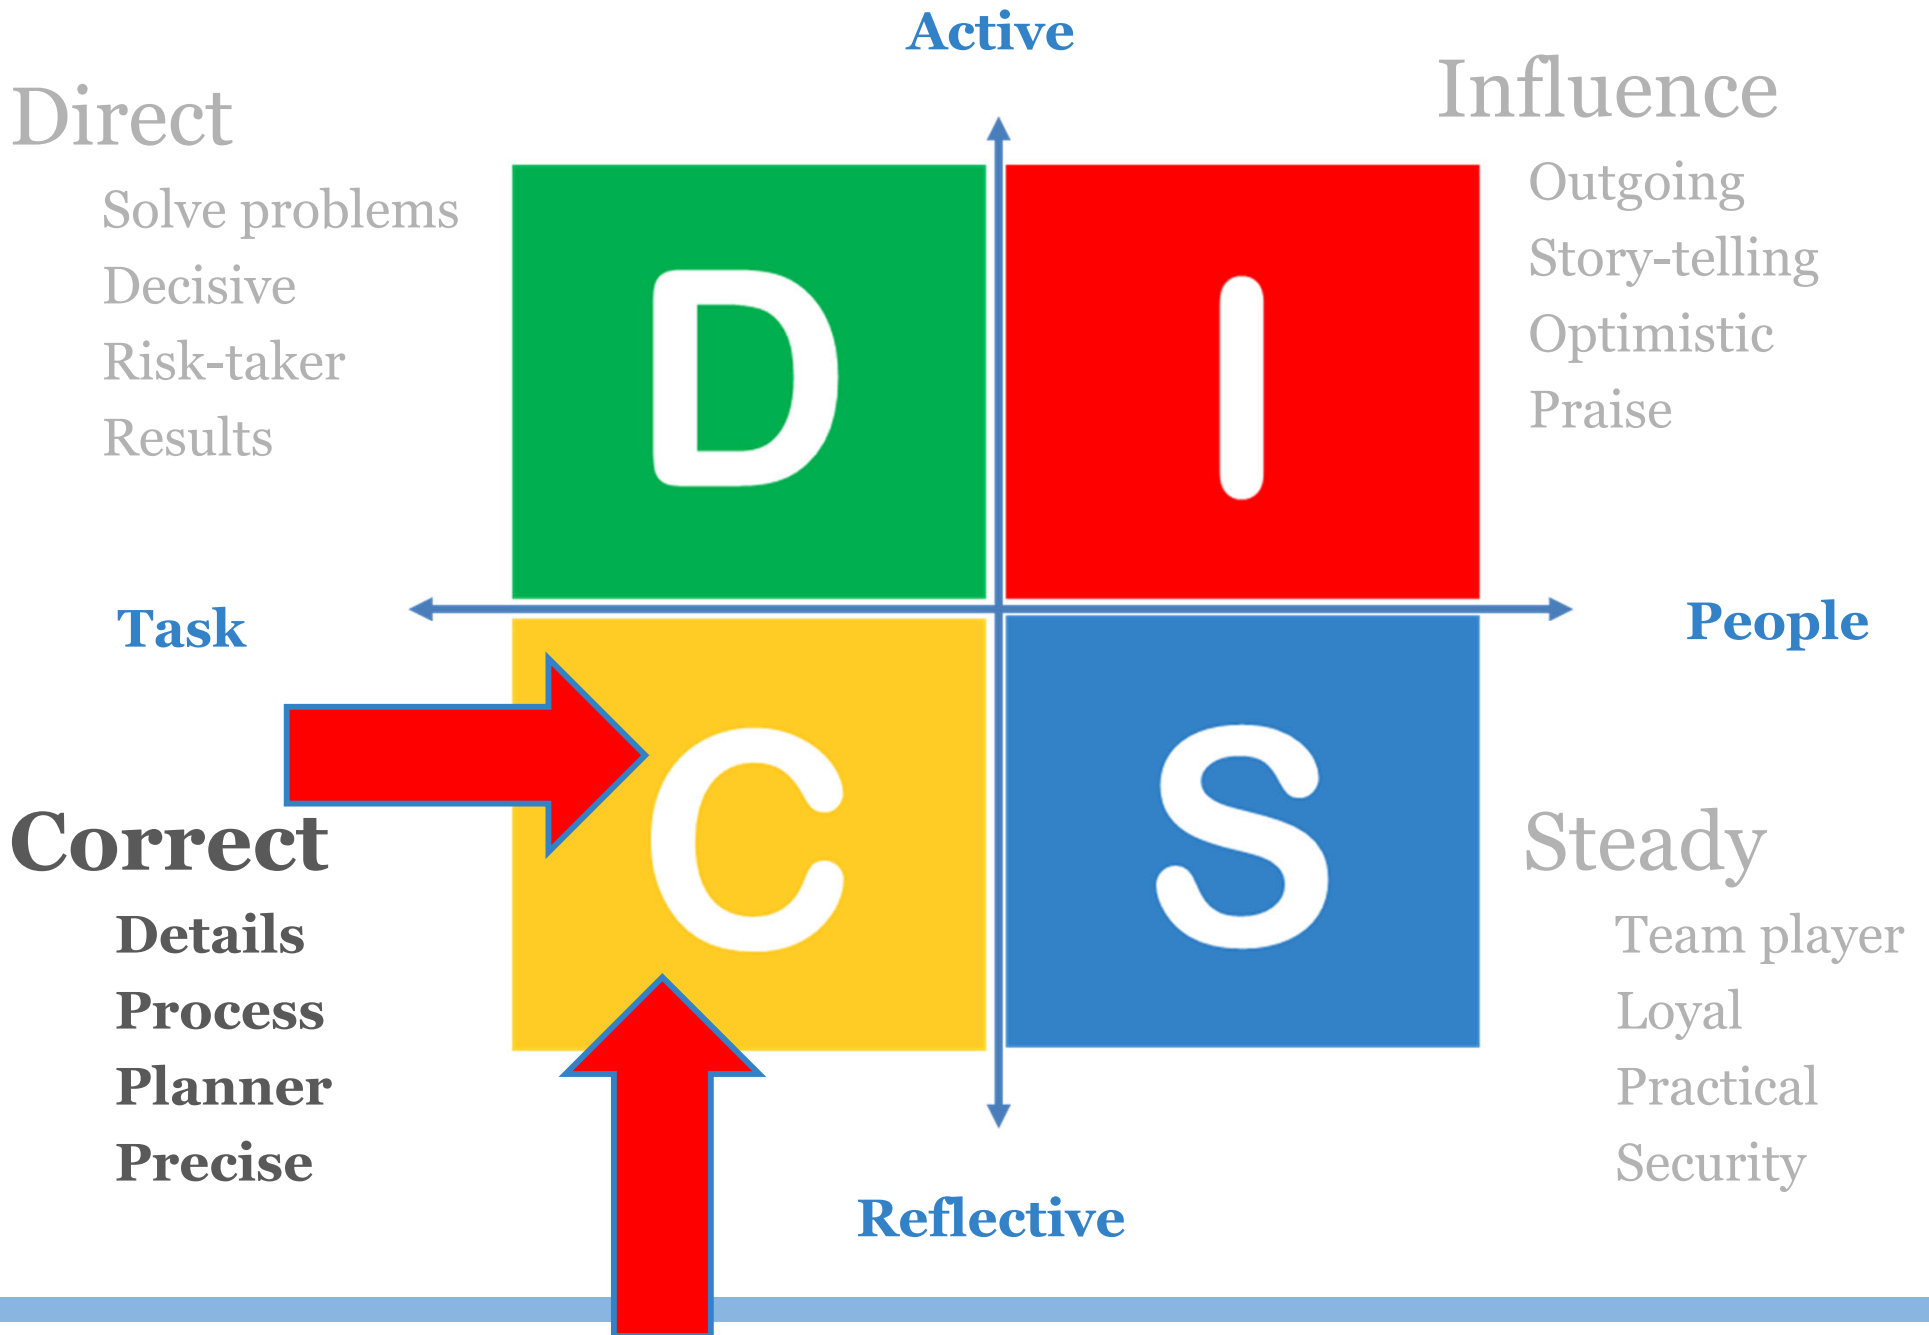 Active
Direct
Solve problems
Decisive
Risk-taker
Results
D
I
Influence
Outgoing
Story-telling
Optimistic
Praise
Task
People
Correct
Details
Process
Planner
Precise
C
S
Steady
Team player
Loyal
Practical
Security
Reflective